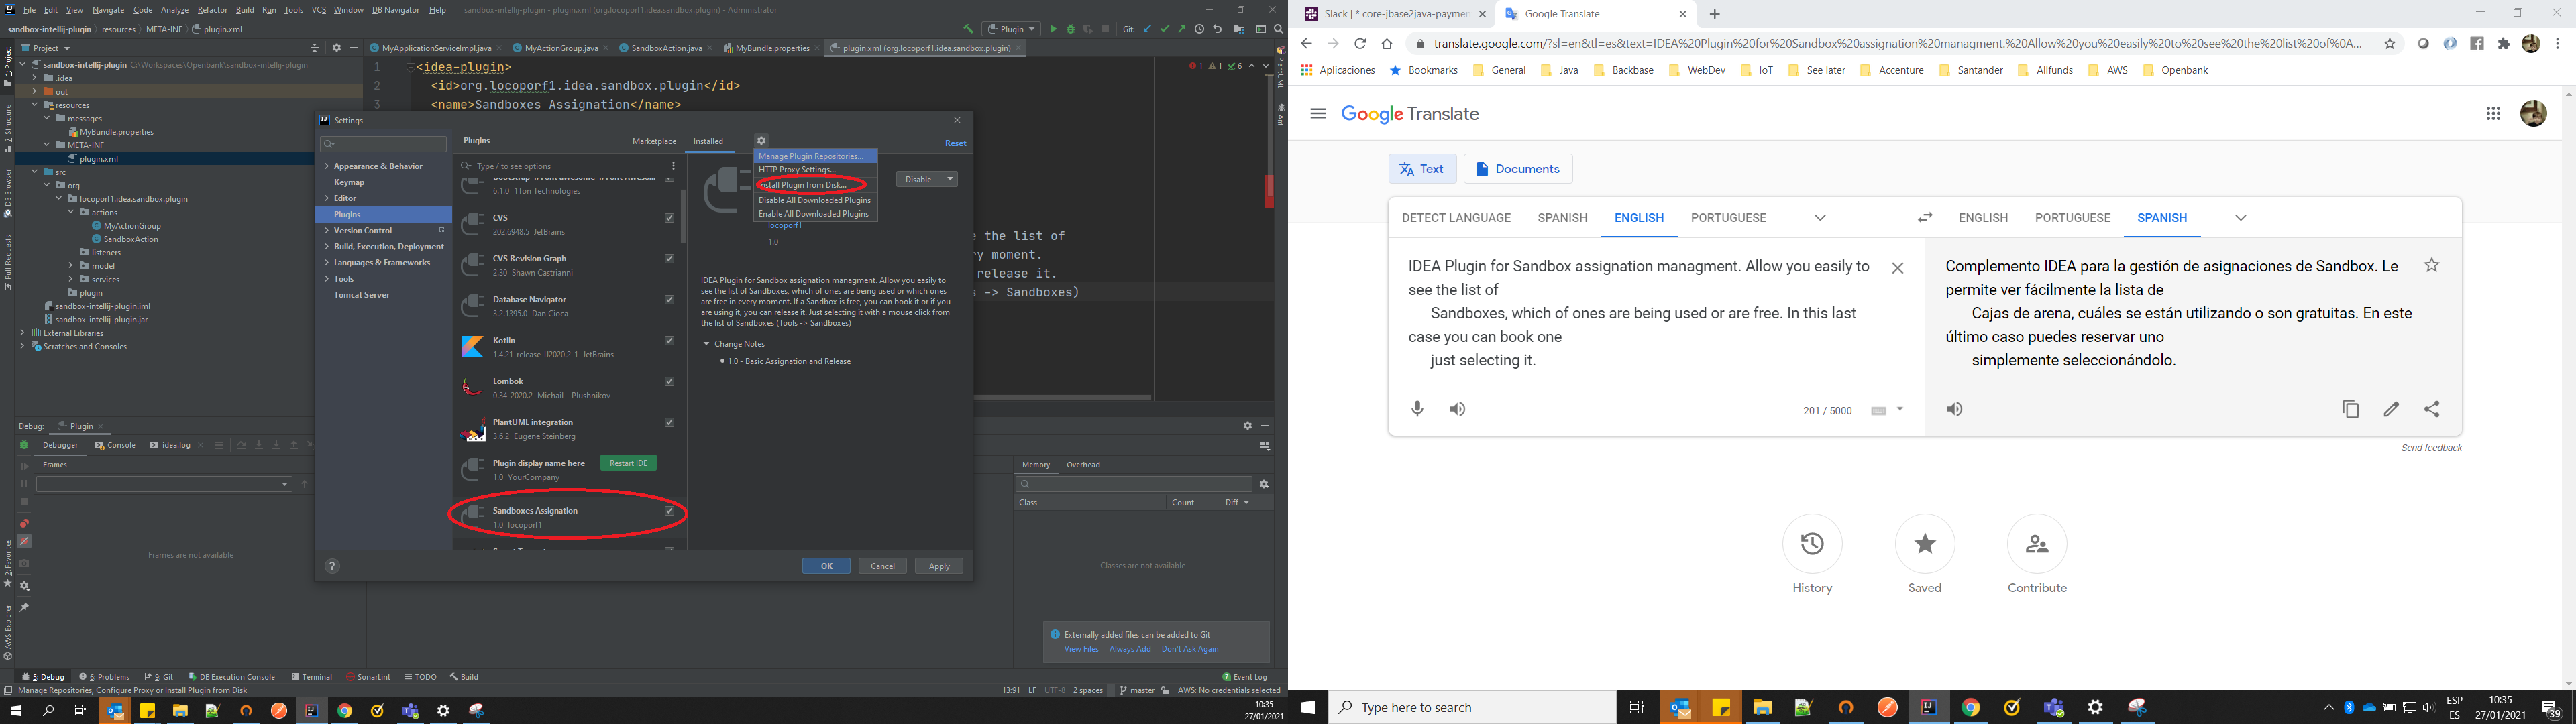 File Edit View Navigate Code Analyze Refactor Build Run Tools VCS Window DB Navigator Help
sandbox-intellij-plugin - plugin.xml (org.locoporf1.idea.sandbox.plugin) - Administrator
sandbox-intellij-plugin
resources
META-INF
plugin.xml
Plugin
Git:
Project
MyApplicationServiceImpl.java
MyActionGroup.java
SandboxAction.java
MyBundle.properties
plugin.xml (org.locoporf1.idea.sandbox.plugin)
1: Project
7: Structure
DB Browser
Pull Requests
2: Favorites
AWS Explorer
PlantUML
Ant
sandbox-intellij-plugin C:\Workspaces\Openbank\sandbox-intellij-plugin
.idea
out
resources
messages
MyBundle.properties
META-INF
plugin.xml
src
org
locoporf1.idea.sandbox.plugin
actions
MyActionGroup
SandboxAction
listeners
model
services
plugin
sandbox-intellij-plugin.iml
sandbox-intellij-plugin.jar
External Libraries
Scratches and Consoles
1 <idea-plugin>
2 <id>org.locoporf1.idea.sandbox.plugin</id>
3 <name>Sandboxes Assignation</name>
1 1 6
e the list of
y moment.
release it.
s -> Sandboxes)
Settings
Appearance & Behavior
Keymap
Editor
Plugins
Version Control
Build, Execution, Deployment
Languages & Frameworks
Tools
Tomcat Server
Plugins
Marketplace
Installed
Reset
Type / to see options
6.1.0 1Ton Technologies
CVS
202.6948.5 JetBrains
CVS Revision Graph
2.30 Shawn Castrianni
Database Navigator
3.2.1395.0 Dan Cioca
Kotlin
1.4.21-release-IJ2020.2-1 JetBrains
Lombok
0.34-2020.2 Michail Plushnikov
PlantUML integration
3.6.2 Eugene Steinberg
Plugin display name here
Restart IDE
1.0 YourCompany
Sandboxes Assignation
1.0 locoporf1
Manage Plugin Repositories...
HTTP Proxy Settings...
Install Plugin from Disk...
Disable All Downloaded Plugins
Enable All Downloaded Plugins
Disable
locoporf1
1.0
IDEA Plugin for Sandbox assignation managment. Allow you easily to
see the list of Sandboxes, which of ones are being used or which ones
are free in every moment. If a Sandbox is free, you can book it or if you
are using it, you can release it. Just selecting it with a mouse click from
the list of Sandboxes (Tools -> Sandboxes)
Change Notes
1.0 - Basic Assignation and Release
?
OK
Cancel
Apply
Debug:
Plugin
Debugger
Console
idea.log
Frames
Frames are not available
Memory
Overhead
Class
Count
Diff
Classes are not available
Externally added files can be added to Git
View Files Always Add Don't Ask Again
5: Debug
6: Problems
9: Git
DB Execution Console
Terminal
SonarLint
TODO
Build
Event Log
Manage Repositories, Configure Proxy or Install Plugin from Disk
13:91 LF UTF-8 2 spaces master AWS: No credentials selected
10:35
27/01/2021
Slack | * core-jbase2java-paymen
Google Translate
translate.google.com/?sl=en&tl=es&text=IDEA%20Plugin%20for%20Sandbox%20assignation%20managment.%20Allow%20you%20easily%20to%20see%20the%20list%20of%0A...
Aplicaciones
Bookmarks
General
Java
Backbase
WebDev
IoT
See later
Accenture
Santander
Allfunds
AWS
Openbank
Google Translate
Text
Documents
DETECT LANGUAGE SPANISH ENGLISH PORTUGUESE
ENGLISH PORTUGUESE SPANISH
IDEA Plugin for Sandbox assignation managment. Allow you easily to
see the list of
Sandboxes, which of ones are being used or are free. In this last
case you can book one
just selecting it.
201 / 5000
Complemento IDEA para la gestión de asignaciones de Sandbox. Le
permite ver fácilmente la lista de
Cajas de arena, cuáles se están utilizando o son gratuitas. En este
último caso puedes reservar uno
simplemente seleccionándolo.
Send feedback
History
Saved
Contribute
Type here to search
ESP
ES
10:35
27/01/2021
39